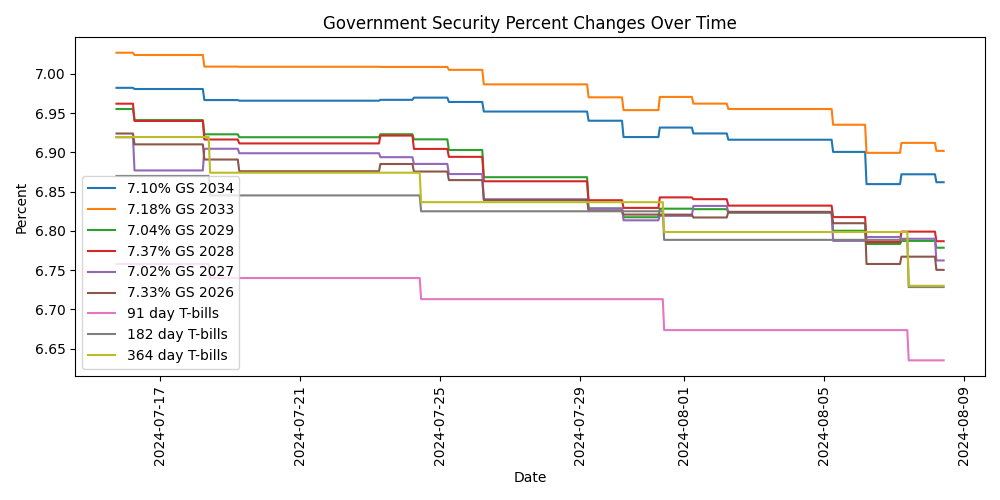 Government Security Percent Changes Over Time
Percent
7.00
6.95
6.90
6.85
6.80
6.75
6.70
6.65
7.10% GS 2034
7.18% GS 2033
7.04% GS 2029
7.37% GS 2028
7.02% GS 2027
7.33% GS 2026
91 day T-bills
182 day T-bills
364 day T-bills
2024-07-17
2024-07-21
2024-07-25
2024-07-29
2024-08-01
2024-08-05
2024-08-09
Date